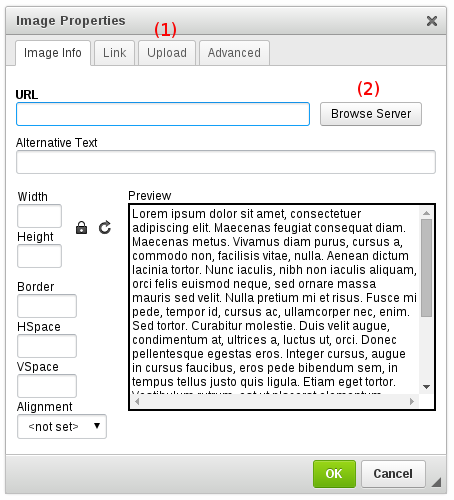 Image Properties
(1)
Image Info Link Upload Advanced
(2)
URL
Browse Server
Alternative Text
Width
Height
Border
HSpace
VSpace
Alignment
<not set>
Preview
Lorem ipsum dolor sit amet, consectetuer
adipiscing elit. Maecenas feugiat consequat diam.
Maecenas metus. Vivamus diam purus, cursus a,
commodo non, facilisis vitae, nulla. Aenean dictum
lacinia tortor. Nunc iaculis, nibh non iaculis aliquam,
orci felis euismod neque, sed ornare massa
mauris sed velit. Nulla pretium mi et risus. Fusce mi
pede, tempor id, cursus ac, ullamcorper nec, enim.
Sed tortor. Curabitur molestie. Duis velit augue,
condimentum at, ultrices a, luctus ut, orci. Donec
pellentesque egestas eros. Integer cursus, augue
in cursus faucibus, eros pede bibendum sem, in
tempus tellus justo quis ligula. Etiam eget tortor.
Vestibulum rutrum, est ut placerat elementum,
OK Cancel